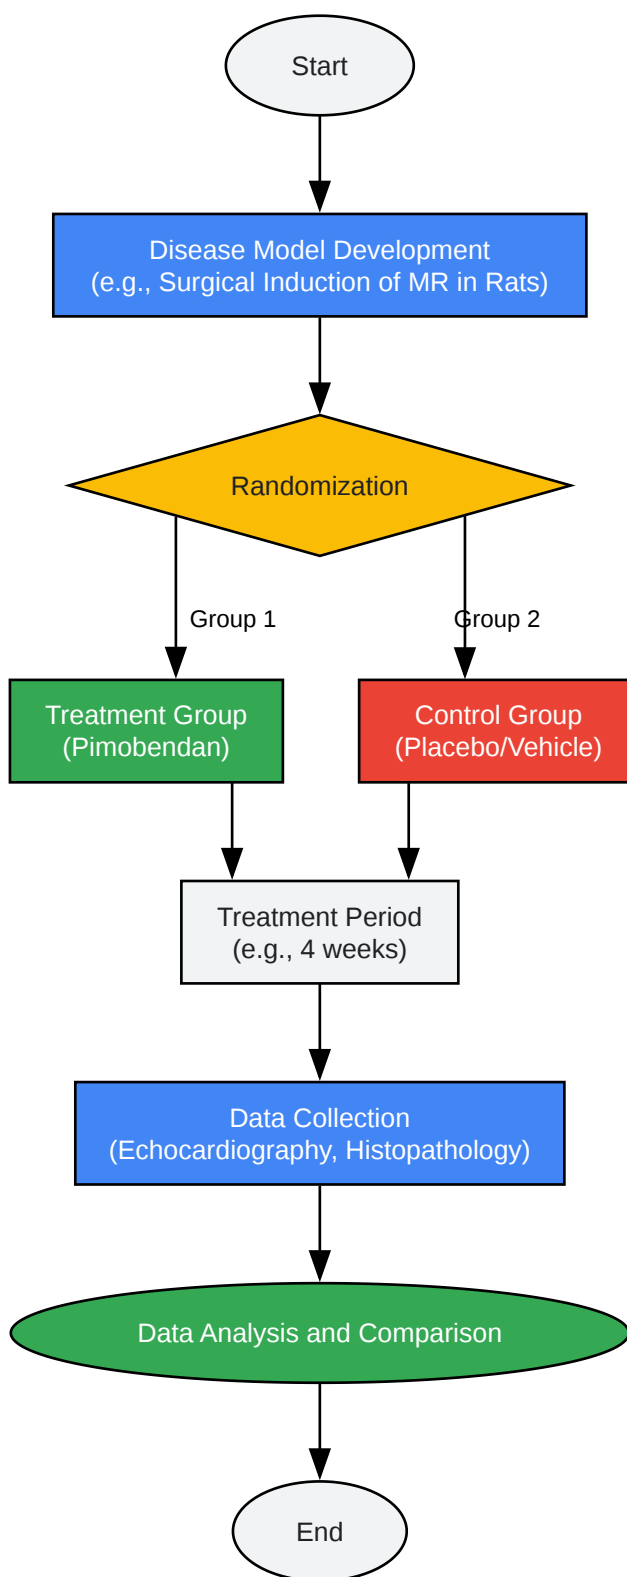 Start
Disease Model Development
(e.g., Surgical Induction of MR in Rats)
Randomization
Group 1
Group 2
Treatment Group
(Pimobendan)
Control Group
(Placebo/Vehicle)
Treatment Period
(e.g., 4 weeks)
Data Collection
(Echocardiography, Histopathology)
Data Analysis and Comparison
End